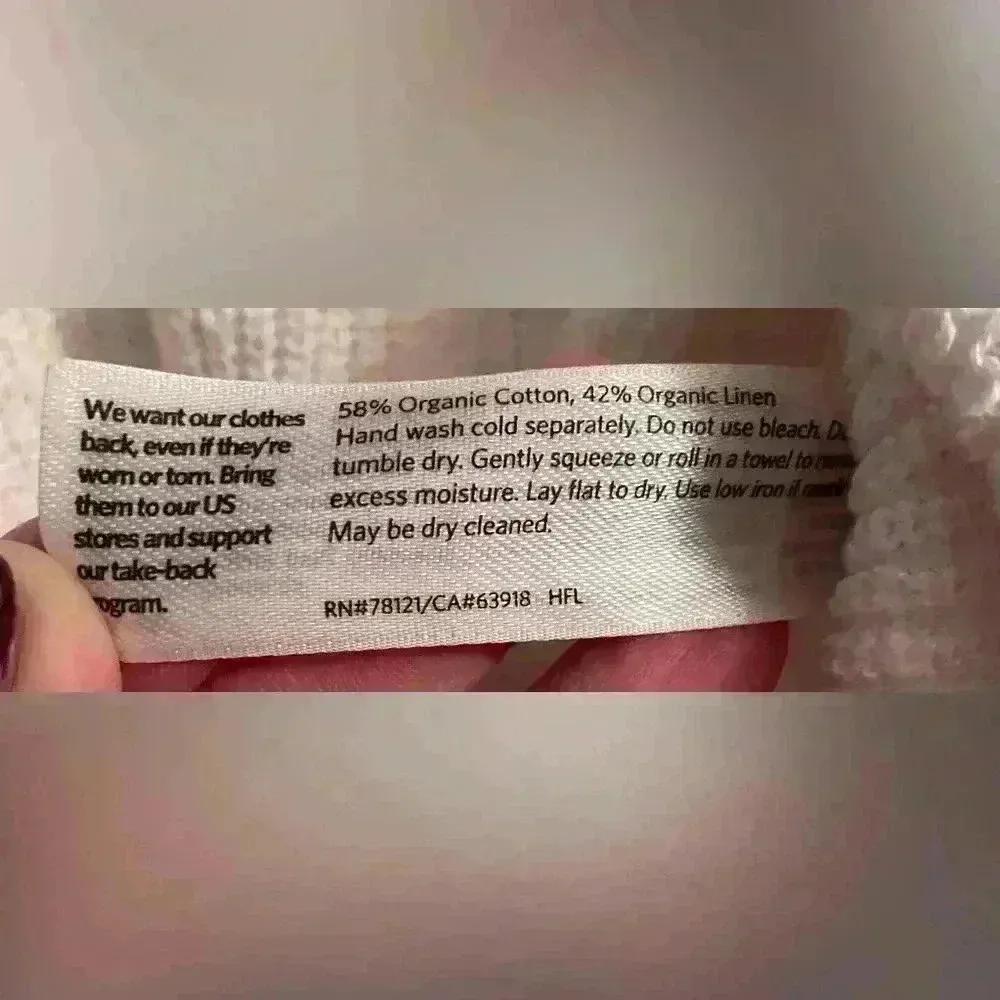 We want our clothes
back, even if they're
worn or torn. Bring
them to our US
stores and support
our take-back
58% Organic Cotton, 42% Organic Linen
Hand wash cold separately. Do not use bleach.
tumble dry. Gently squeeze or roll in a towel to
excess moisture. Lay flat to dry. Use low iron if
May be dry cleaned.
RN#78121/CA#63918 HFL